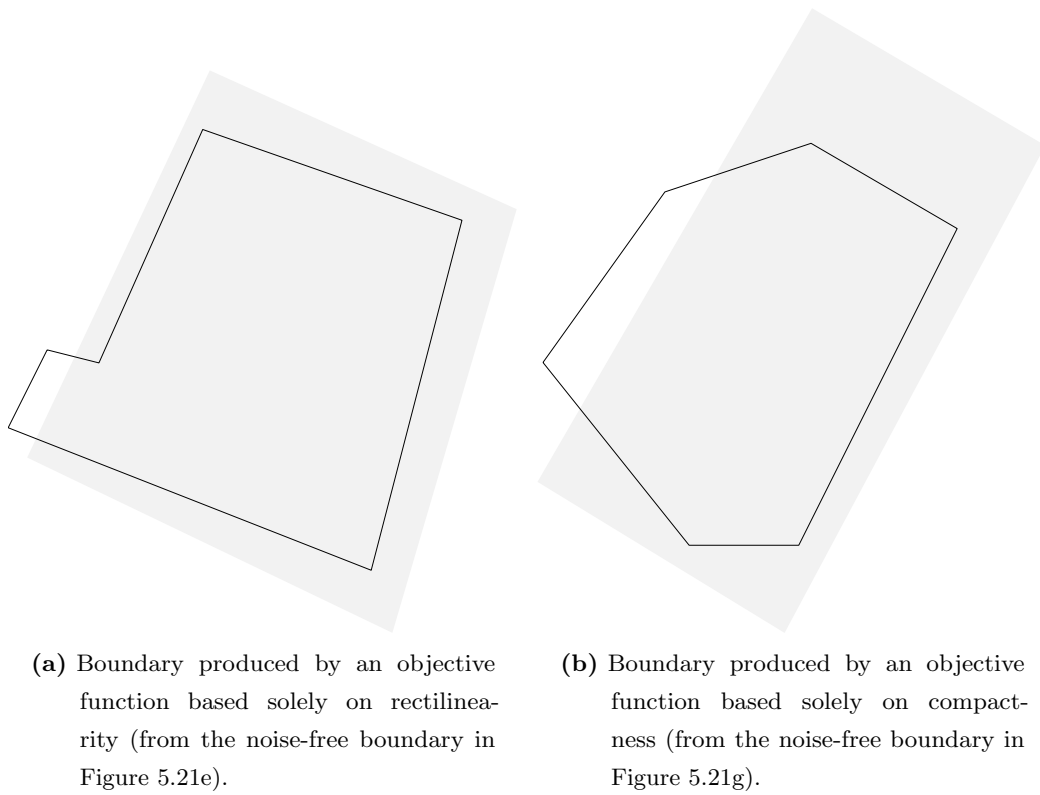 (a) Boundary produced by an objective
function based solely on rectilinea-
rity (from the noise-free boundary in
Figure 5.21e).
(b) Boundary produced by an objective
function based solely on compact-
ness (from the noise-free boundary in
Figure 5.21g).